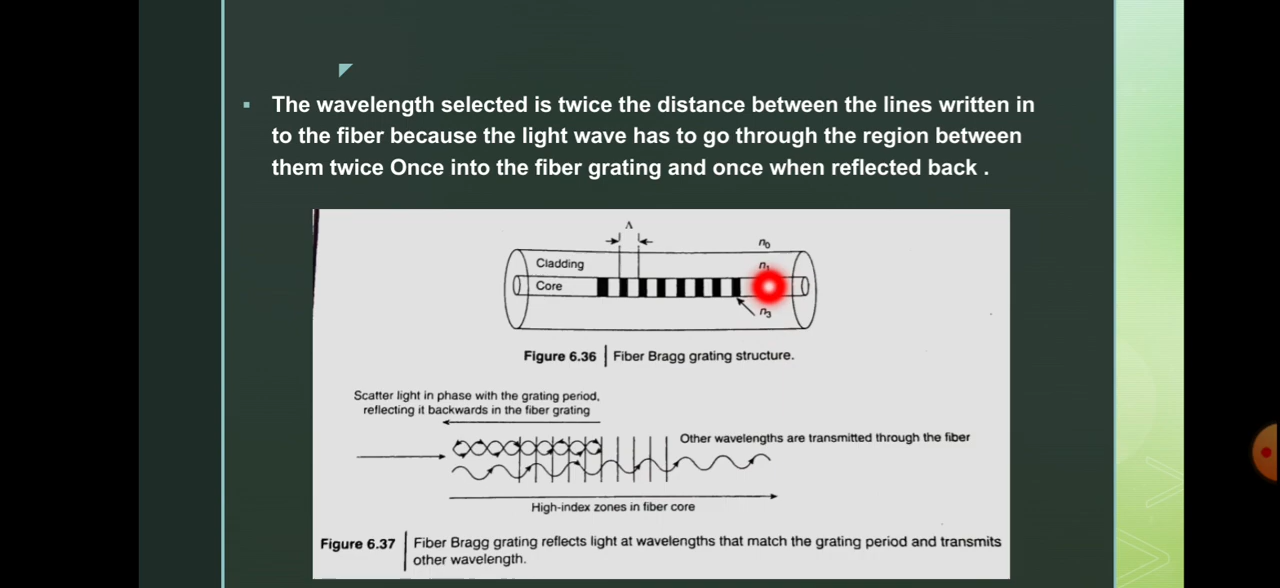 The wavelength selected is twice the distance between the lines written in
to the fiber because the light wave has to go through the region between
them twice Once into the fiber grating and once when reflected back .
Λ
n0
Cladding
n1
Core
n3
Figure 6.36 Fiber Bragg grating structure.
Scatter light in phase with the grating period,
reflecting it backwards in the fiber grating
Other wavelengths are transmitted through the fiber
High-index zones in fiber core
Figure 6.37 Fiber Bragg grating reflects light at wavelengths that match the grating period and transmits
other wavelength.